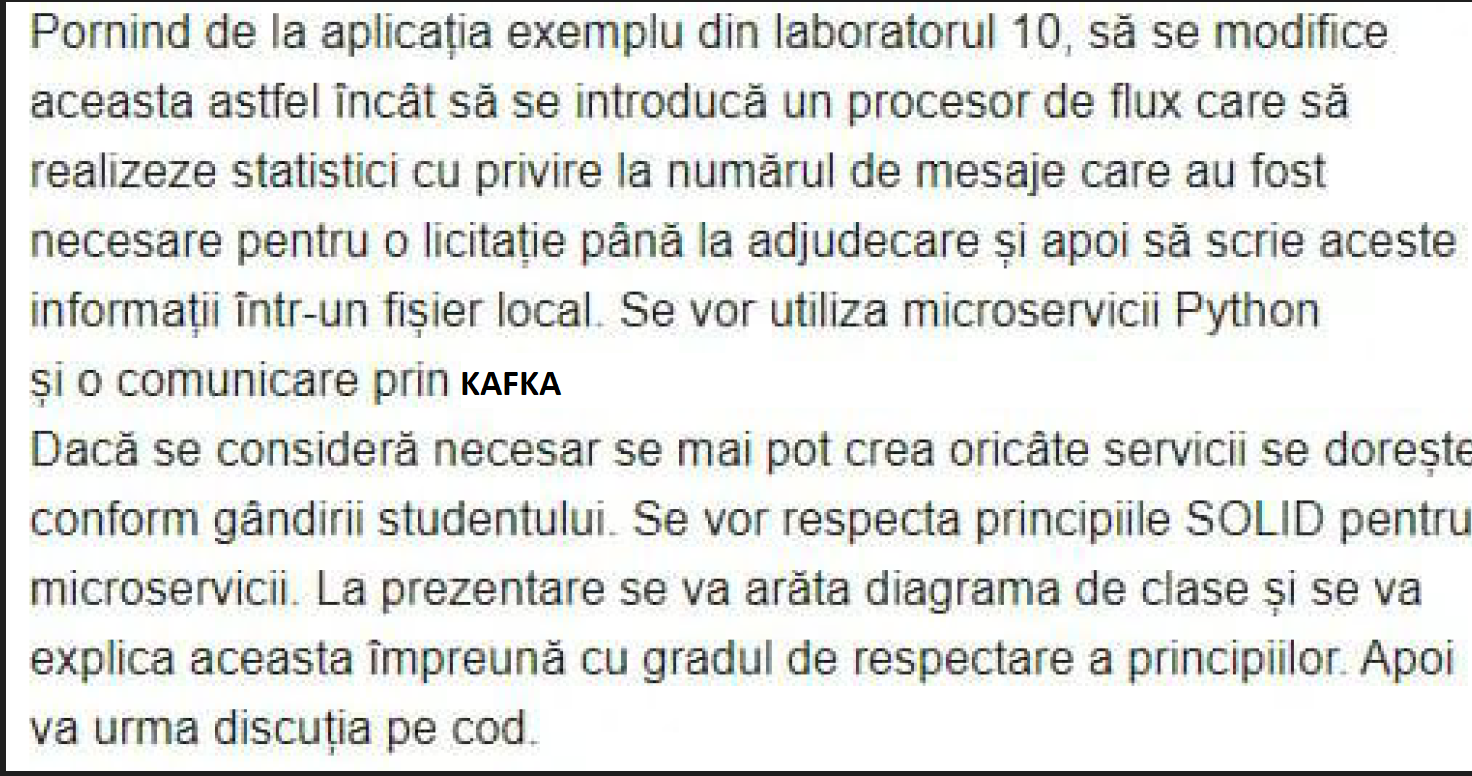 Pornind de la aplicația exemplu din laboratorul 10, să se modifice
aceasta astfel încât să se introducă un procesor de flux care să
realizeze statistici cu privire la numărul de mesaje care au fost
necesare pentru o licitație până la adjudecare și apoi să scrie aceste
informații într-un fișier local. Se vor utiliza microservicii Python
și o comunicare prin KAFKA
Dacă se consideră necesar se mai pot crea oricâte servicii se dorește
conform gândirii studentului. Se vor respecta principiile SOLID pentru
microservicii. La prezentare se va arăta diagrama de clase și se va
explica aceasta împreună cu gradul de respectare a principiilor. Apoi
va urma discuția pe cod.